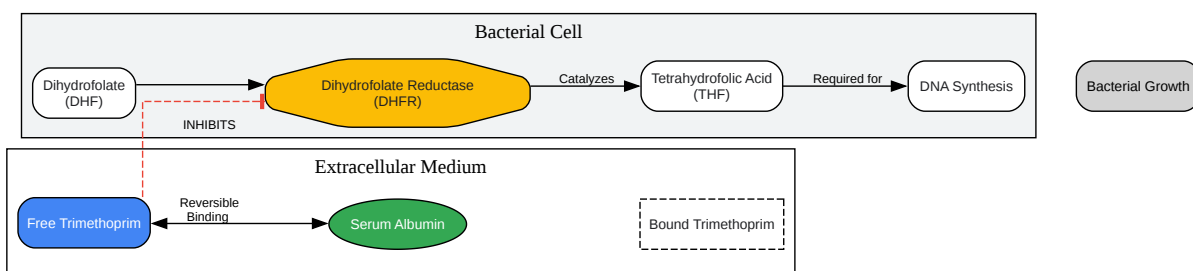 Bacterial Cell
Dihydrofolate
(DHF)
Dihydrofolate Reductase
(DHFR)
Catalyzes
Tetrahydrofolic Acid
(THF)
Required for
DNA Synthesis
Bacterial Growth
INHIBITS
Extracellular Medium
Free Trimethoprim
Reversible
Binding
Serum Albumin
Bound Trimethoprim